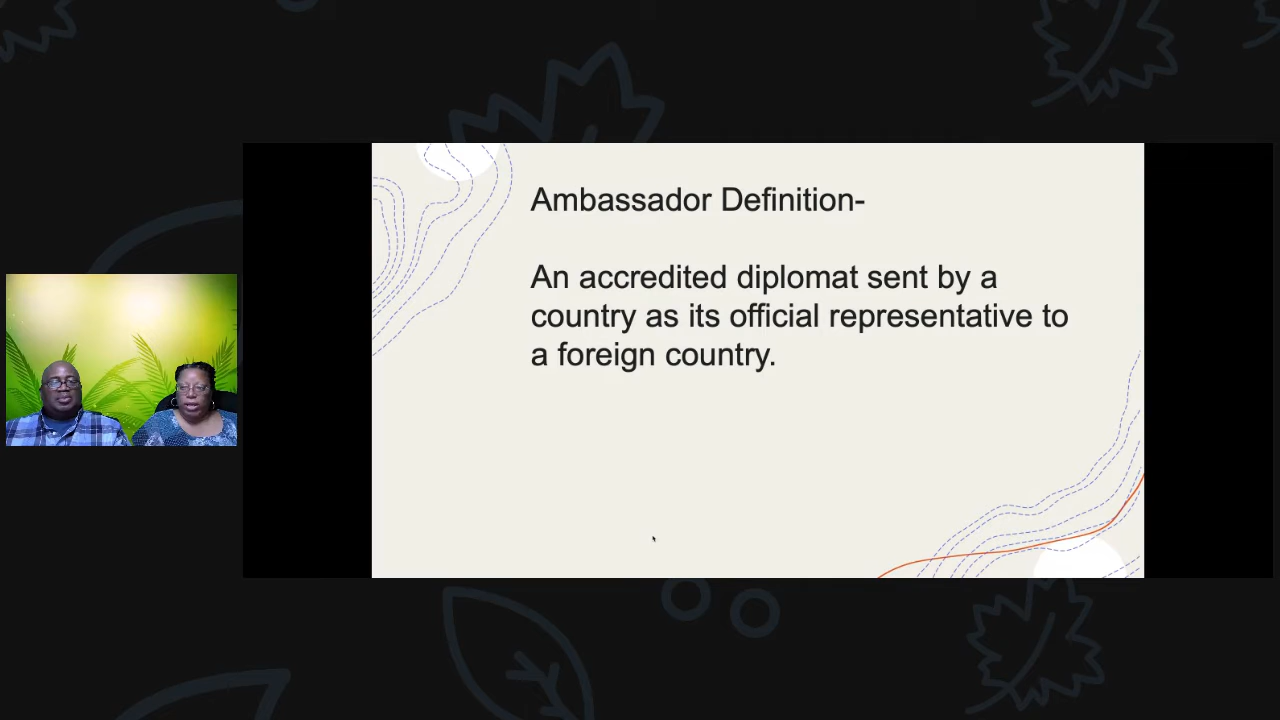 Ambassador Definition-
An accredited diplomat sent by a
country as its official representative to
a foreign country.